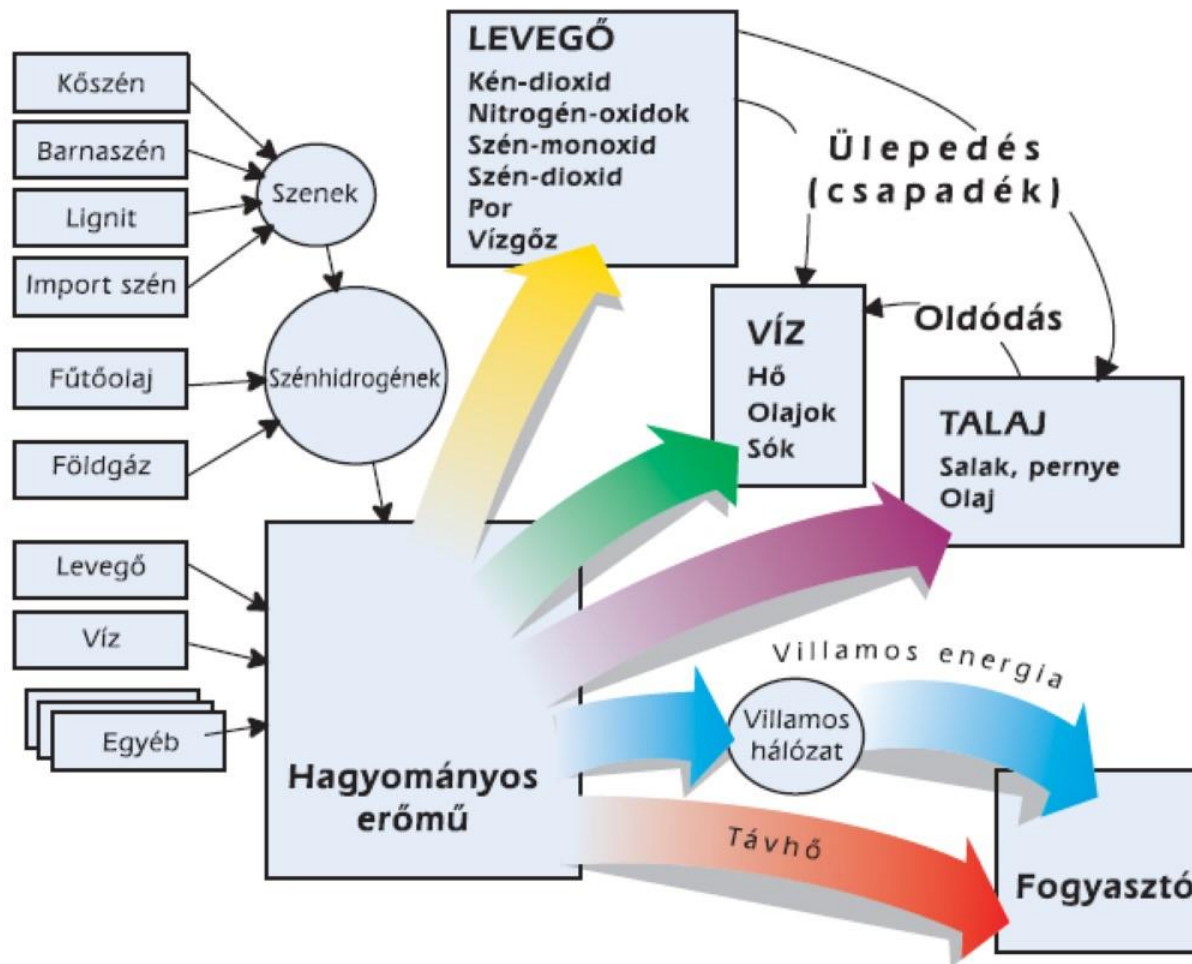 Kőszén
Barnaszén
Lignit
Import szén
Szenek
Fűtőolaj
Földgáz
Szénhidrogének
Levegő
Víz
Egyéb
Hagyományos
erőmű
LEVEGŐ
Kén-dioxid
Nitrogén-oxidok
Szén-monoxid
Szén-dioxid
Por
Vízgőz
Ülepedés
(csapadék)
VÍZ
Hő
Olajok
Sók
Oldódás
TALAJ
Salak, pernye
Olaj
Villamos energia
Villamos
hálózat
Távhő
Fogyasztó